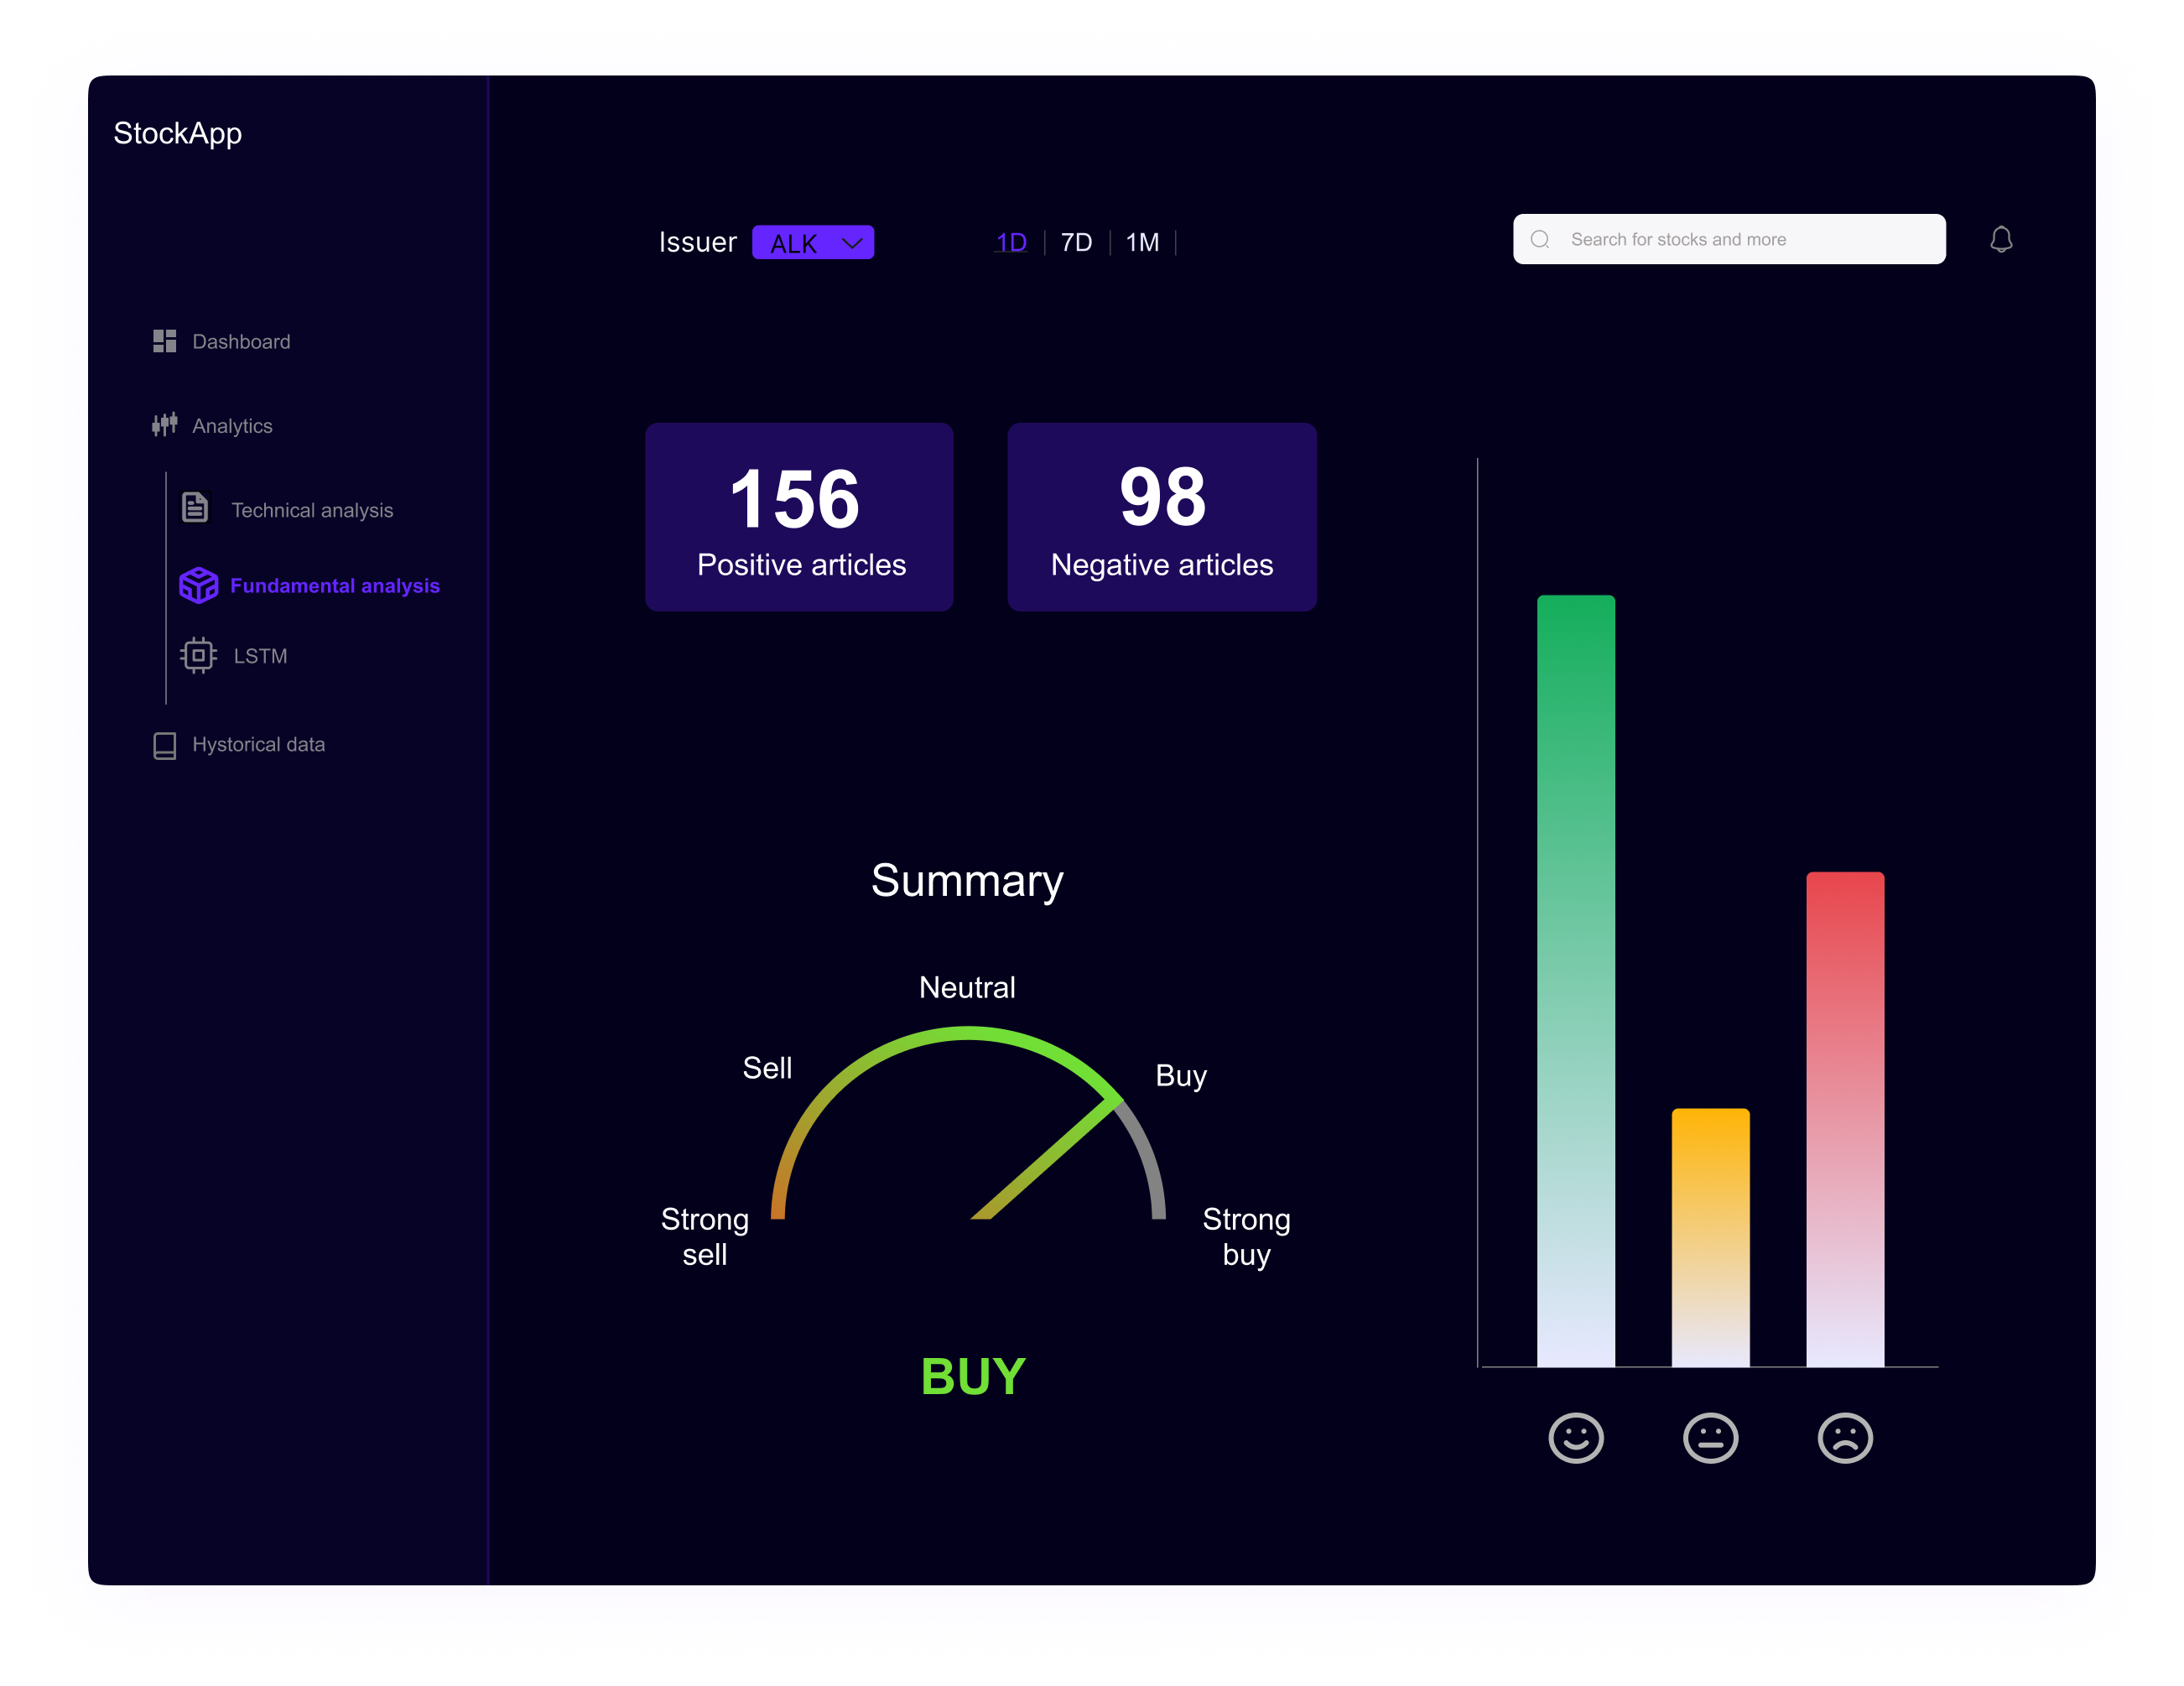 StockApp
Issuer
ALK
1D
7D
1M
Search for stocks and more
Dashboard
Analytics
Technical analysis
Fundamental analysis
LSTM
Hystorical data
156
Positive articles
98
Negative articles
Summary
Neutral
Sell
Buy
Strong
sell
Strong
buy
BUY